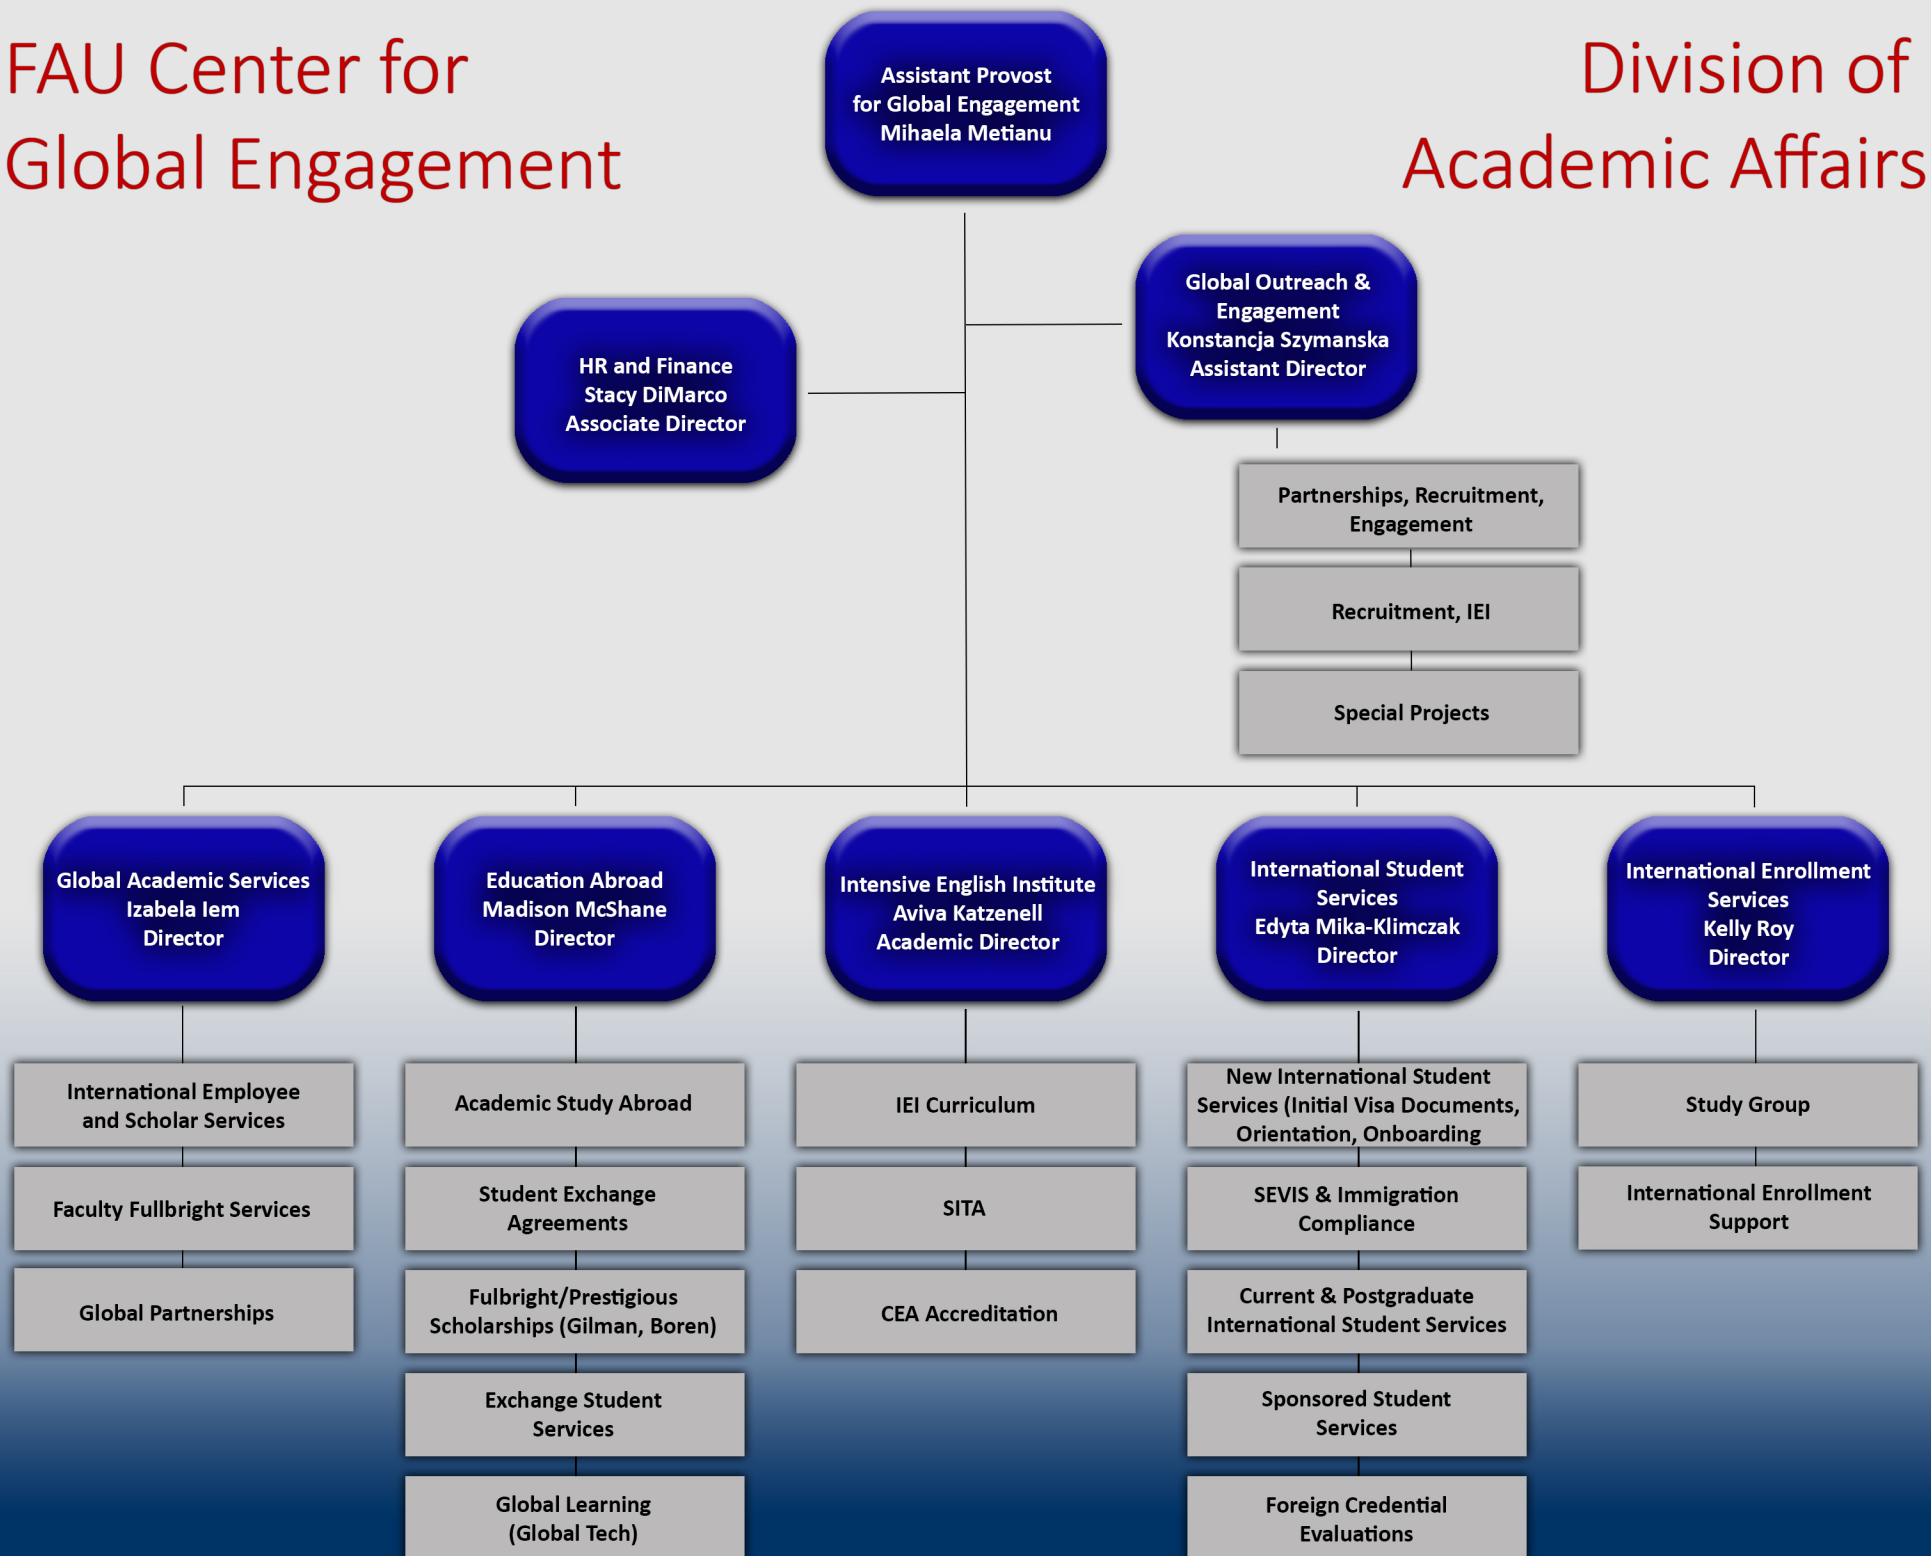 FAU Center for
Global Engagement
Division of
Academic Affairs
Assistant Provost
for Global Engagement
Mihaela Metianu
Global Outreach &
Engagement
Konstancja Szymanska
Assistant Director
HR and Finance
Stacy DiMarco
Associate Director
Partnerships, Recruitment,
Engagement
Recruitment, IEI
Special Projects
Global Academic Services
Izabela Iem
Director
International Employee
and Scholar Services
Faculty Fullbright Services
Global Partnerships
Education Abroad
Madison McShane
Director
Academic Study Abroad
Student Exchange
Agreements
Fulbright/Prestigious
Scholarships (Gilman, Boren)
Exchange Student
Services
Global Learning
(Global Tech)
Intensive English Institute
Aviva Katzenell
Academic Director
IEI Curriculum
SITA
CEA Accreditation
International Student
Services
Edyta Mika-Klimczak
Director
New International Student
Services (Initial Visa Documents,
Orientation, Onboarding
SEVIS & Immigration
Compliance
Current & Postgraduate
International Student Services
Sponsored Student
Services
Foreign Credential
Evaluations
International Enrollment
Services
Kelly Roy
Director
Study Group
International Enrollment
Support